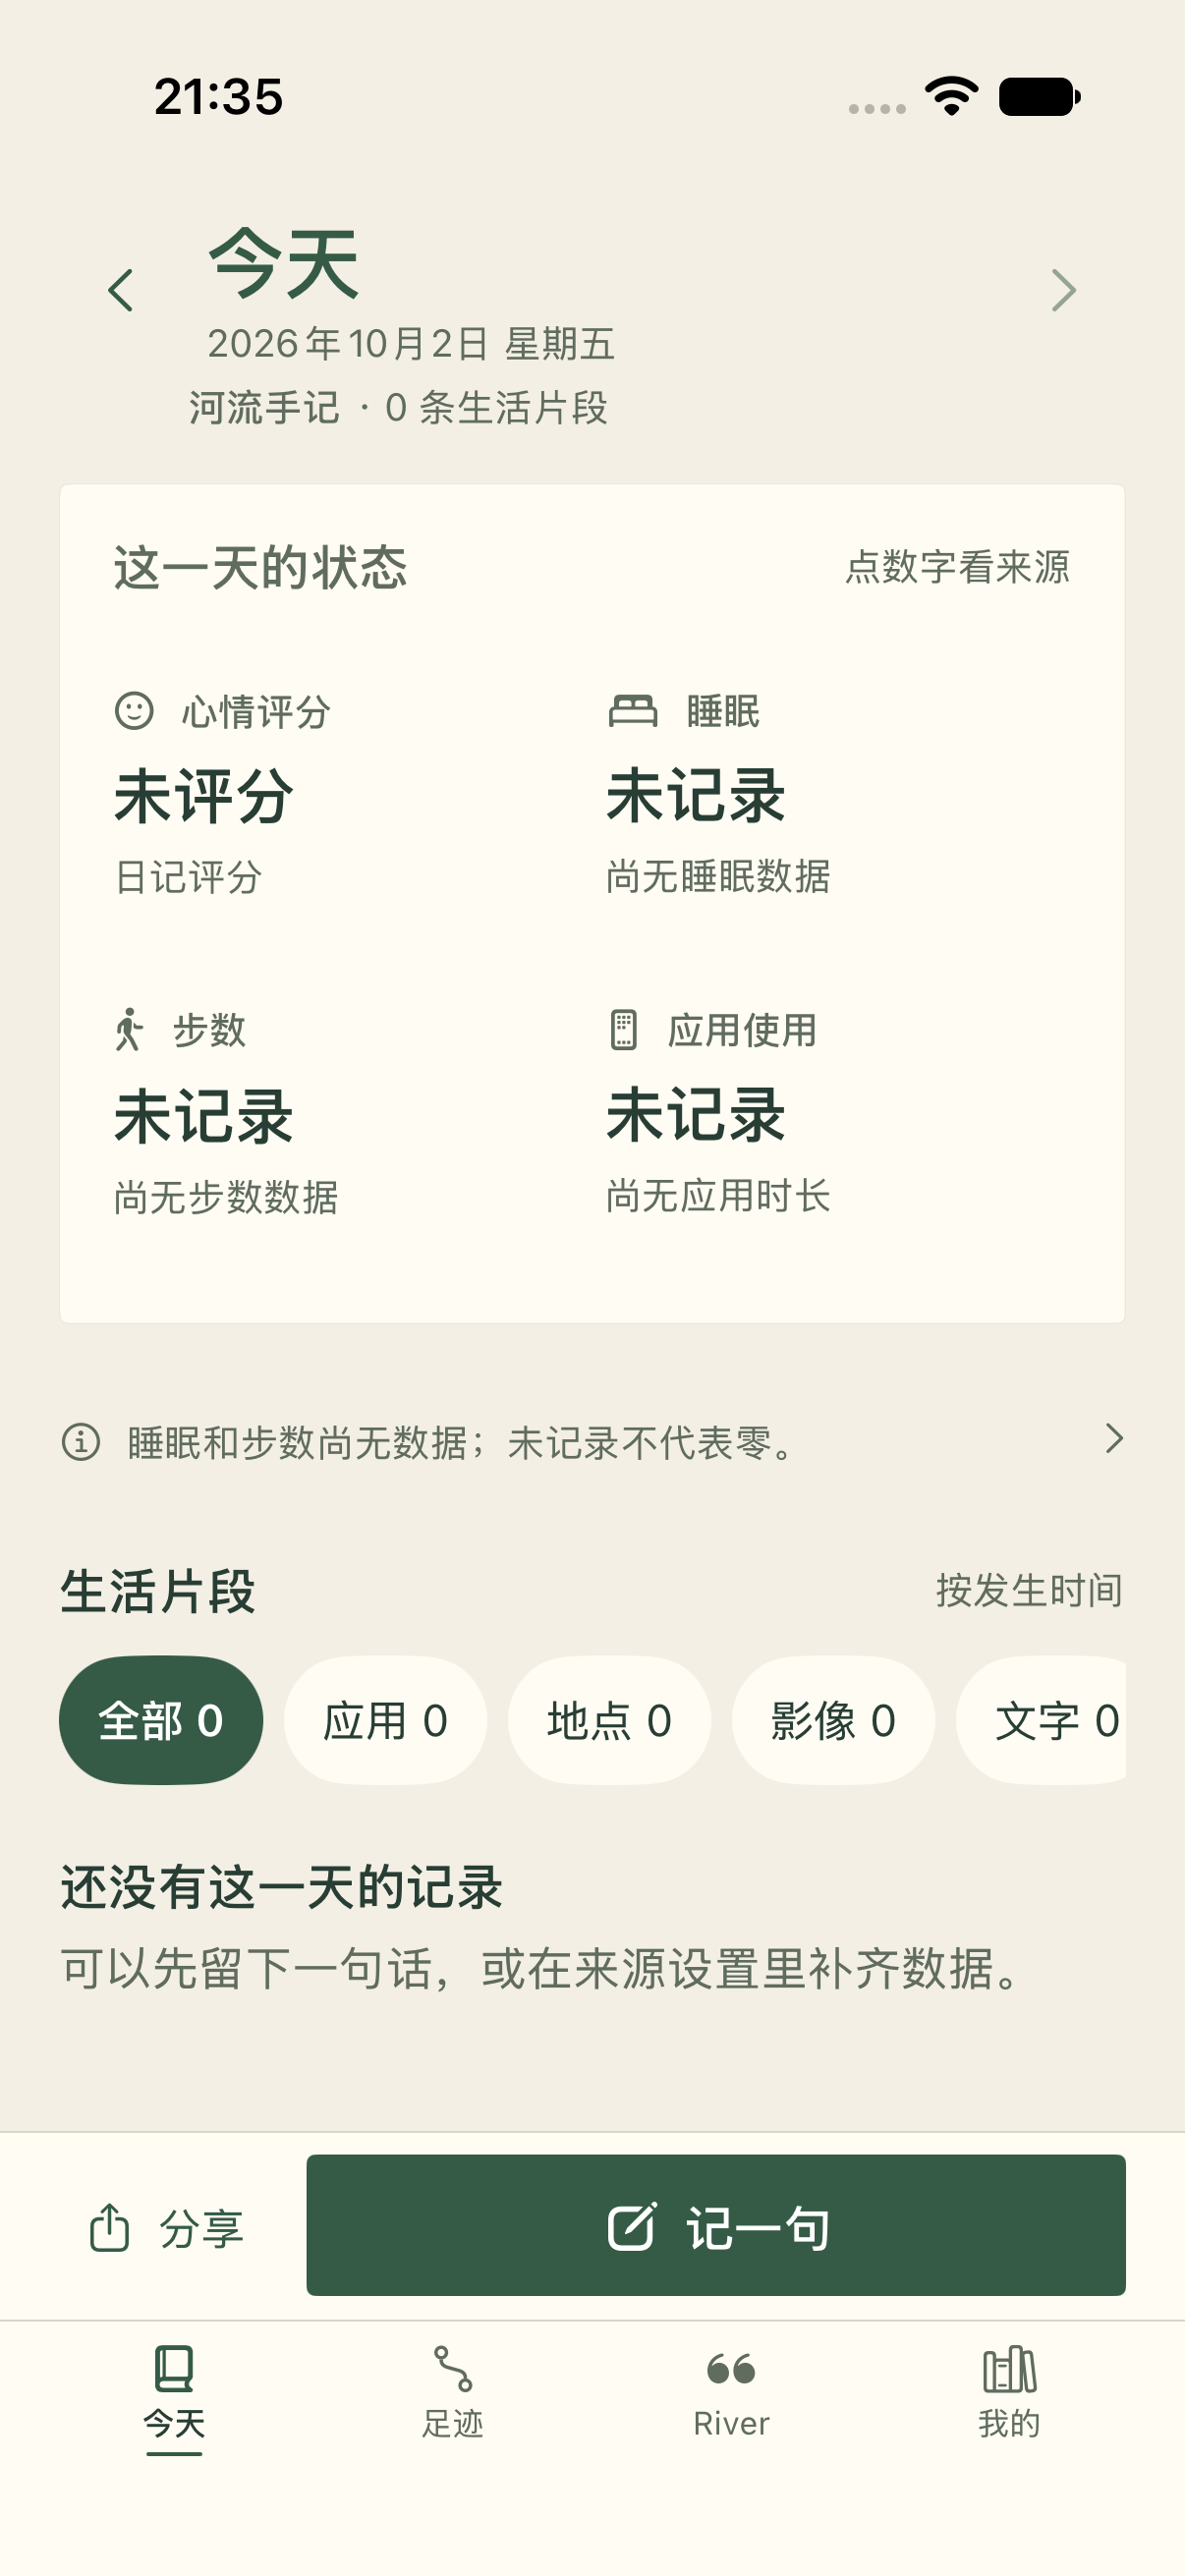 21:35
今天
2026年10月2日 星期五
河流手记 · 0 条生活片段
这一天的状态
点数字看来源
心情评分
睡眠
未评分
未记录
日记评分
尚无睡眠数据
步数
应用使用
未记录
未记录
尚无步数数据
尚无应用时长
睡眠和步数尚无数据；未记录不代表零。
生活片段
按发生时间
全部 0
应用 0
地点 0
影像 0
文字 0
还没有这一天的记录
可以先留下一句话，或在来源设置里补齐数据。
分享
记一句
今天
足迹
River
我的